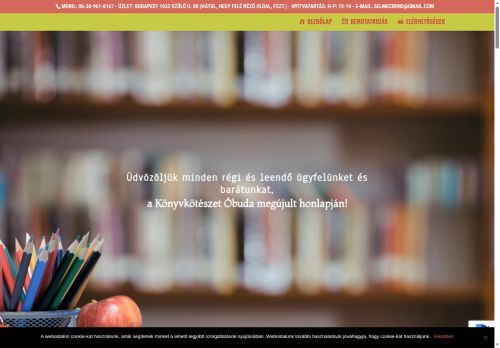 MOBIL: 06-30-961-8167 - ÜZLET: BUDAPEST 1032 SZŐLŐ U. 88 (HÁTUL, HEGY FELÉ NÉZŐ OLDAL, FSZT.) - NYITVATARTÁS: H-P: 10-14 - E-MAIL: SELMECIBIND@GMAIL.COM
KEZDŐLAP BEMUTATKOZÁS ELÉRHETŐSÉGEK
Üdvözöljük minden régi és leendő ügyfelünket és
barátunkat,
a Könyvkötészet Óbuda megújult honlapján!
A weboldalon cookie-kat használunk, amik segítenek minket a lehető legjobb szolgáltatások nyújtásában. Weboldalunk további használatával jóváhagyja, hogy cookie-kat használjunk. Rendben